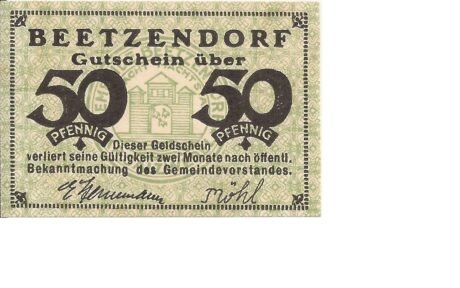 BEETZENDORF
Gutschein über
50 50
PFENNIG PFENNIG
Dieser Geldschein
verliert seine Gültigkeit zwei Monate nach öffentl.
Bekanntmachung des Gemeindevorstandes.